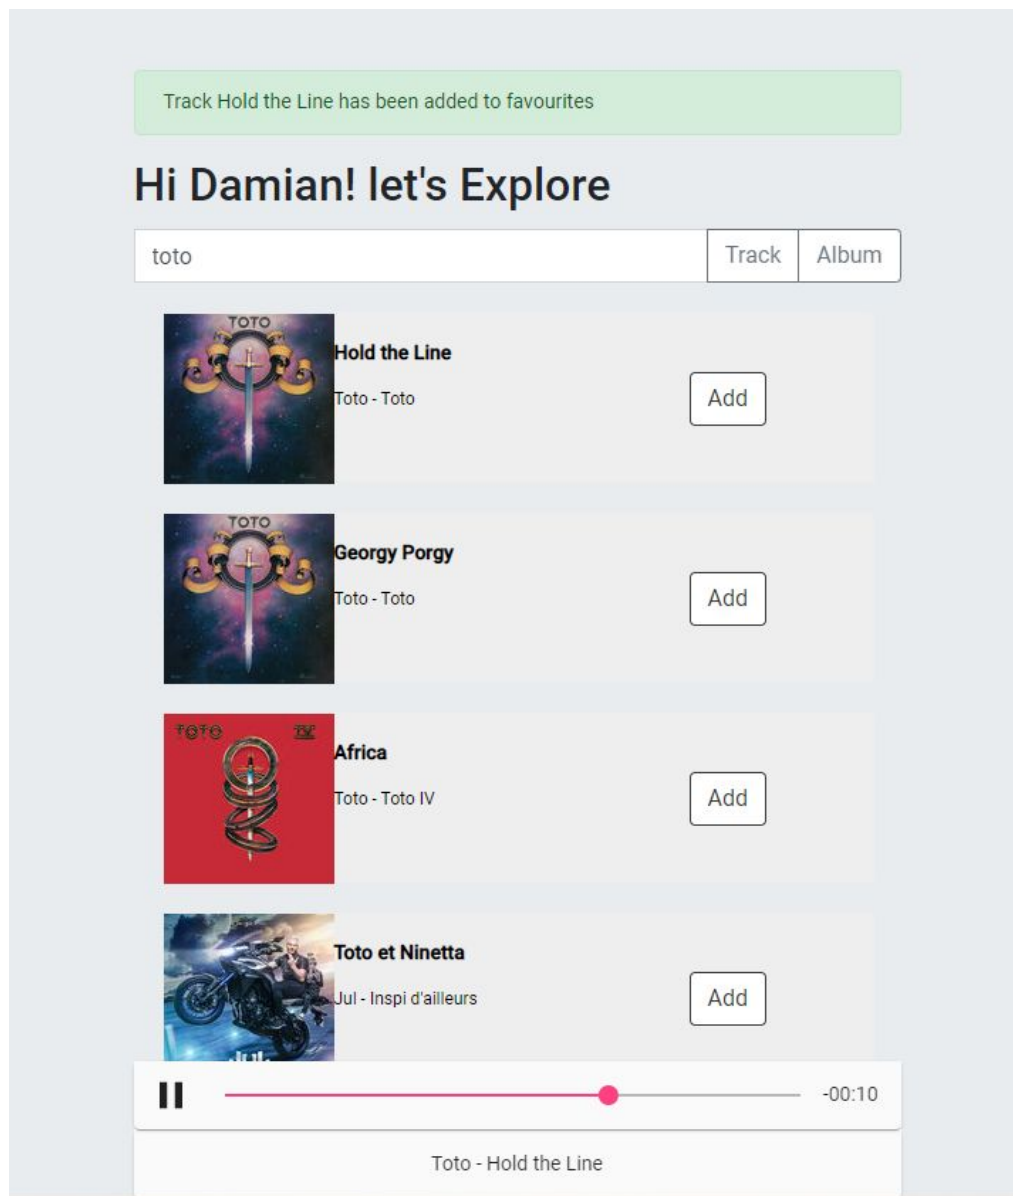 Track Hold the Line has been added to favourites
Hi Damian! let's Explore
toto
Track
Album
TOTO
Hold the Line
Toto - Toto
Add
TOTO
Georgy Porgy
Toto - Toto
Add
TOTO IV
Africa
Toto - Toto IV
Add
Toto et Ninetta
Jul - Inspi d'ailleurs
Add
-00:10
Toto - Hold the Line